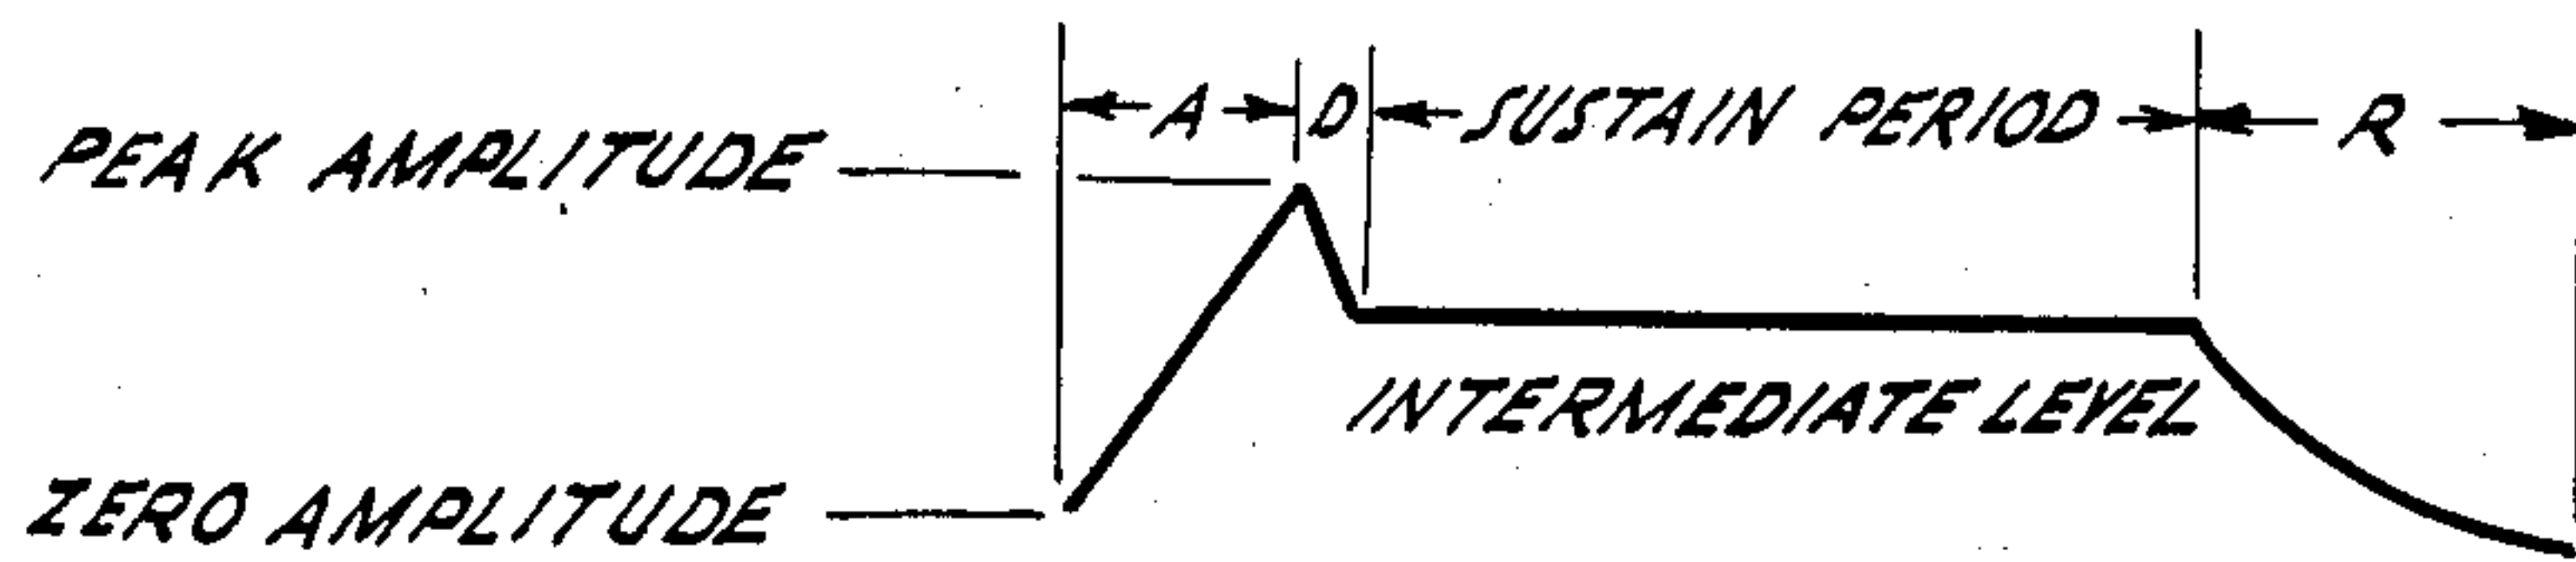 A D SUSTAIN PERIOD R
PEAK AMPLITUDE
INTERMEDIATE LEVEL
ZERO AMPLITUDE